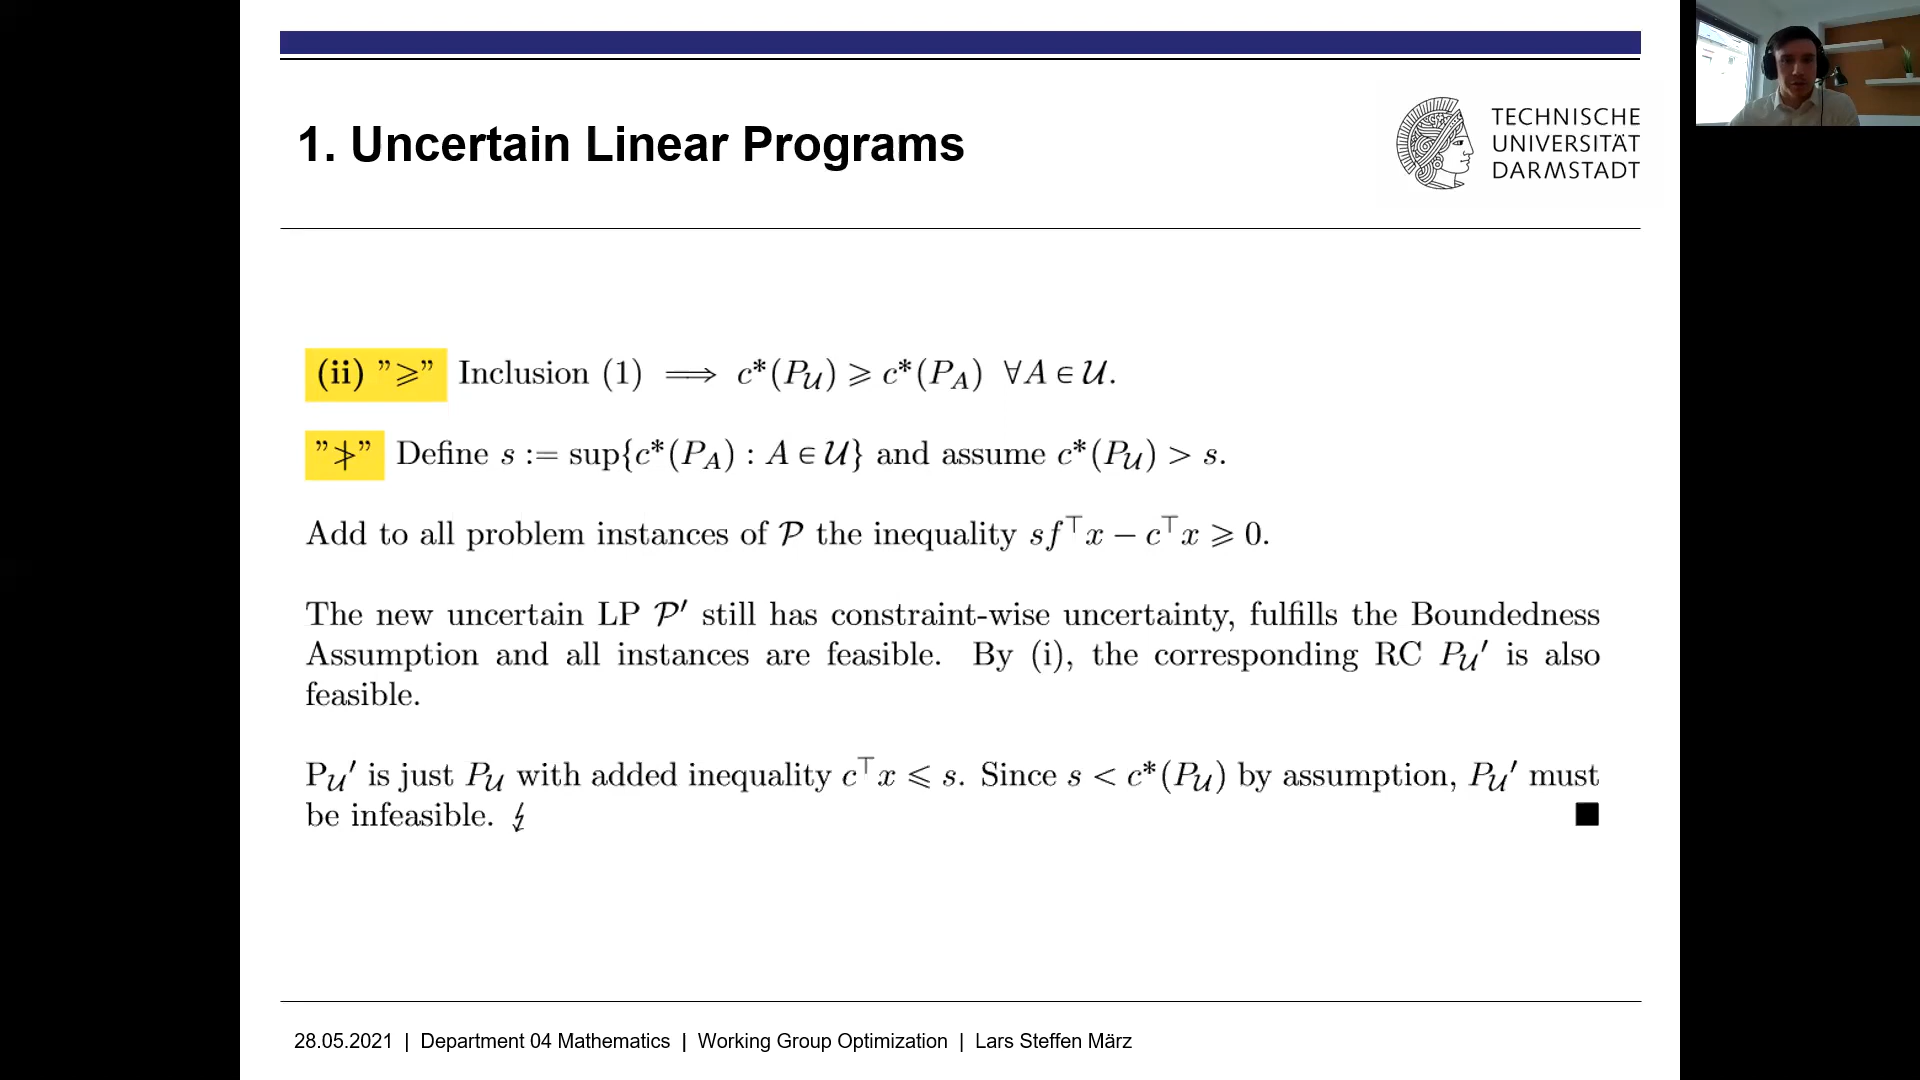 1. Uncertain Linear Programs
TECHNISCHE
UNIVERSITÄT
DARMSTADT
(ii) ”⩾” Inclusion (1) ⟹ c*(P_𝒰) ⩾ c*(P_A) ∀A ∈ 𝒰.
”≯” Define s := sup{c*(P_A) : A ∈ 𝒰} and assume c*(P_𝒰) > s.
Add to all problem instances of 𝒫 the inequality sf^⊤x − c^⊤x ⩾ 0.
The new uncertain LP 𝒫′ still has constraint-wise uncertainty, fulfills the Boundedness
Assumption and all instances are feasible. By (i), the corresponding RC P_𝒰′ is also
feasible.
P_𝒰′ is just P_𝒰 with added inequality c^⊤x ⩽ s. Since s < c*(P_𝒰) by assumption, P_𝒰′ must
be infeasible. ↯ ■
28.05.2021 | Department 04 Mathematics | Working Group Optimization | Lars Steffen März